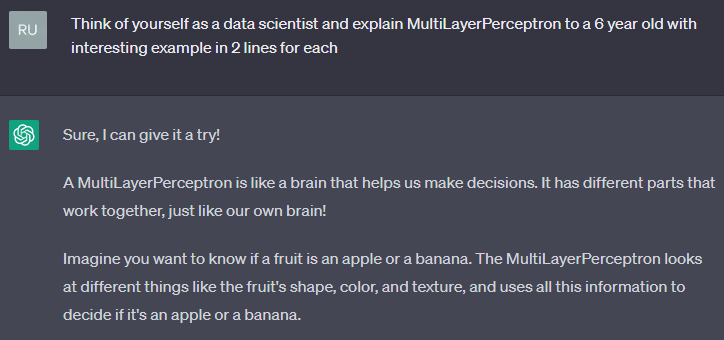 RU
Think of yourself as a data scientist and explain MultiLayerPerceptron to a 6 year old with
interesting example in 2 lines for each
Sure, I can give it a try!
A MultiLayerPerceptron is like a brain that helps us make decisions. It has different parts that
work together, just like our own brain!
Imagine you want to know if a fruit is an apple or a banana. The MultiLayerPerceptron looks
at different things like the fruit's shape, color, and texture, and uses all this information to
decide if it's an apple or a banana.